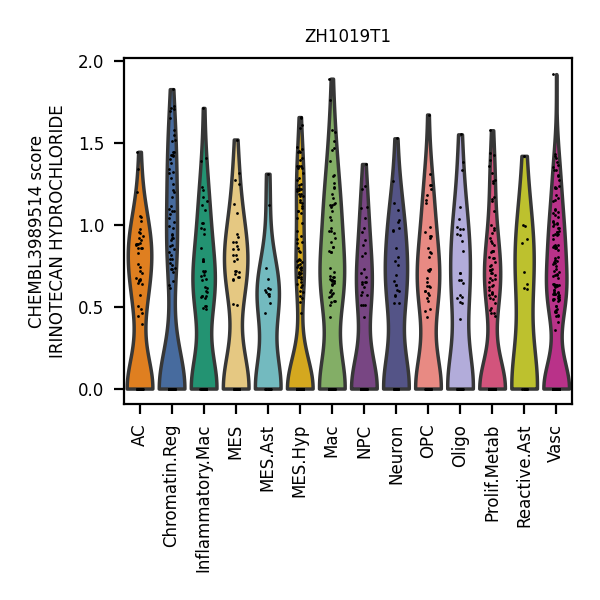 ZH1019T1
CHEMBL3989514 score
IRINOTECAN HYDROCHLORIDE
2.0
1.5
1.0
0.5
0.0
AC
Chromatin.Reg
Inflammatory.Mac
MES
MES.Ast
MES.Hyp
Mac
NPC
Neuron
OPC
Oligo
Prolif.Metab
Reactive.Ast
Vasc